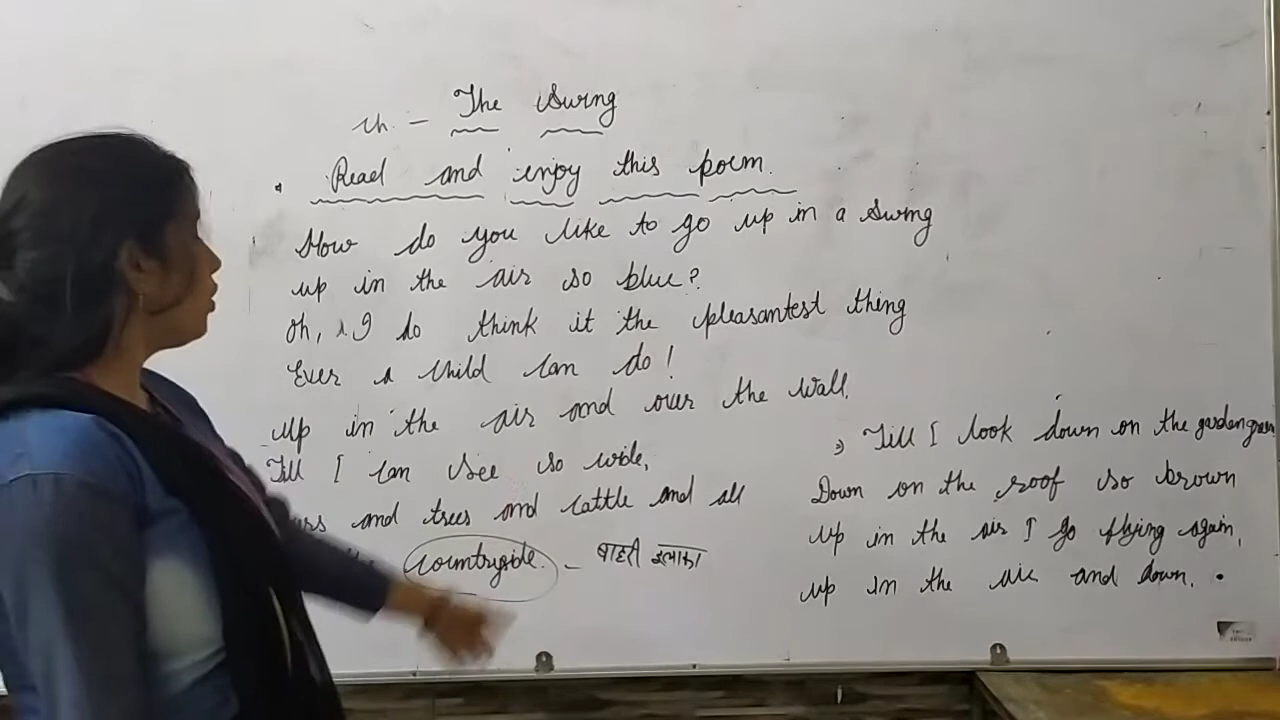 ch. - The Swing
Read and enjoy this poem.
How do you like to go up in a swing
up in the air so blue?
Oh, I do think it the pleasantest thing
Ever a child can do!
Up in the air and over the wall,
Till I can see so wide,
and trees and cattle and all
countryside. - बाहरी इलाका
Till I look down on the garden green
Down on the roof so brown
up in the air I go flying again,
up in the air and down.